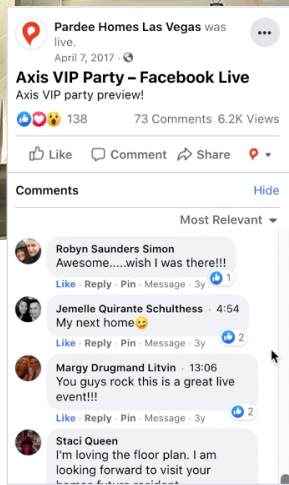 Pardee Homes Las Vegas was
live.
April 7, 2017 ·
Axis VIP Party – Facebook Live
Axis VIP party preview!
138 73 Comments 6.2K Views
Like Comment Share
Comments Hide
Most Relevant
Robyn Saunders Simon
Awesome.....wish I was there!!!
1
Like · Reply · Pin · Message · 3y
Jemelle Quirante Schulthess · 4:54
My next home😉
2
Like · Reply · Pin · Message · 3y
Margy Drugmand Litvin · 13:06
You guys rock this is a great live
event!!!
2
Like · Reply · Pin · Message · 3y
Staci Queen
I'm loving the floor plan. I am
looking forward to visit your
homes future resident